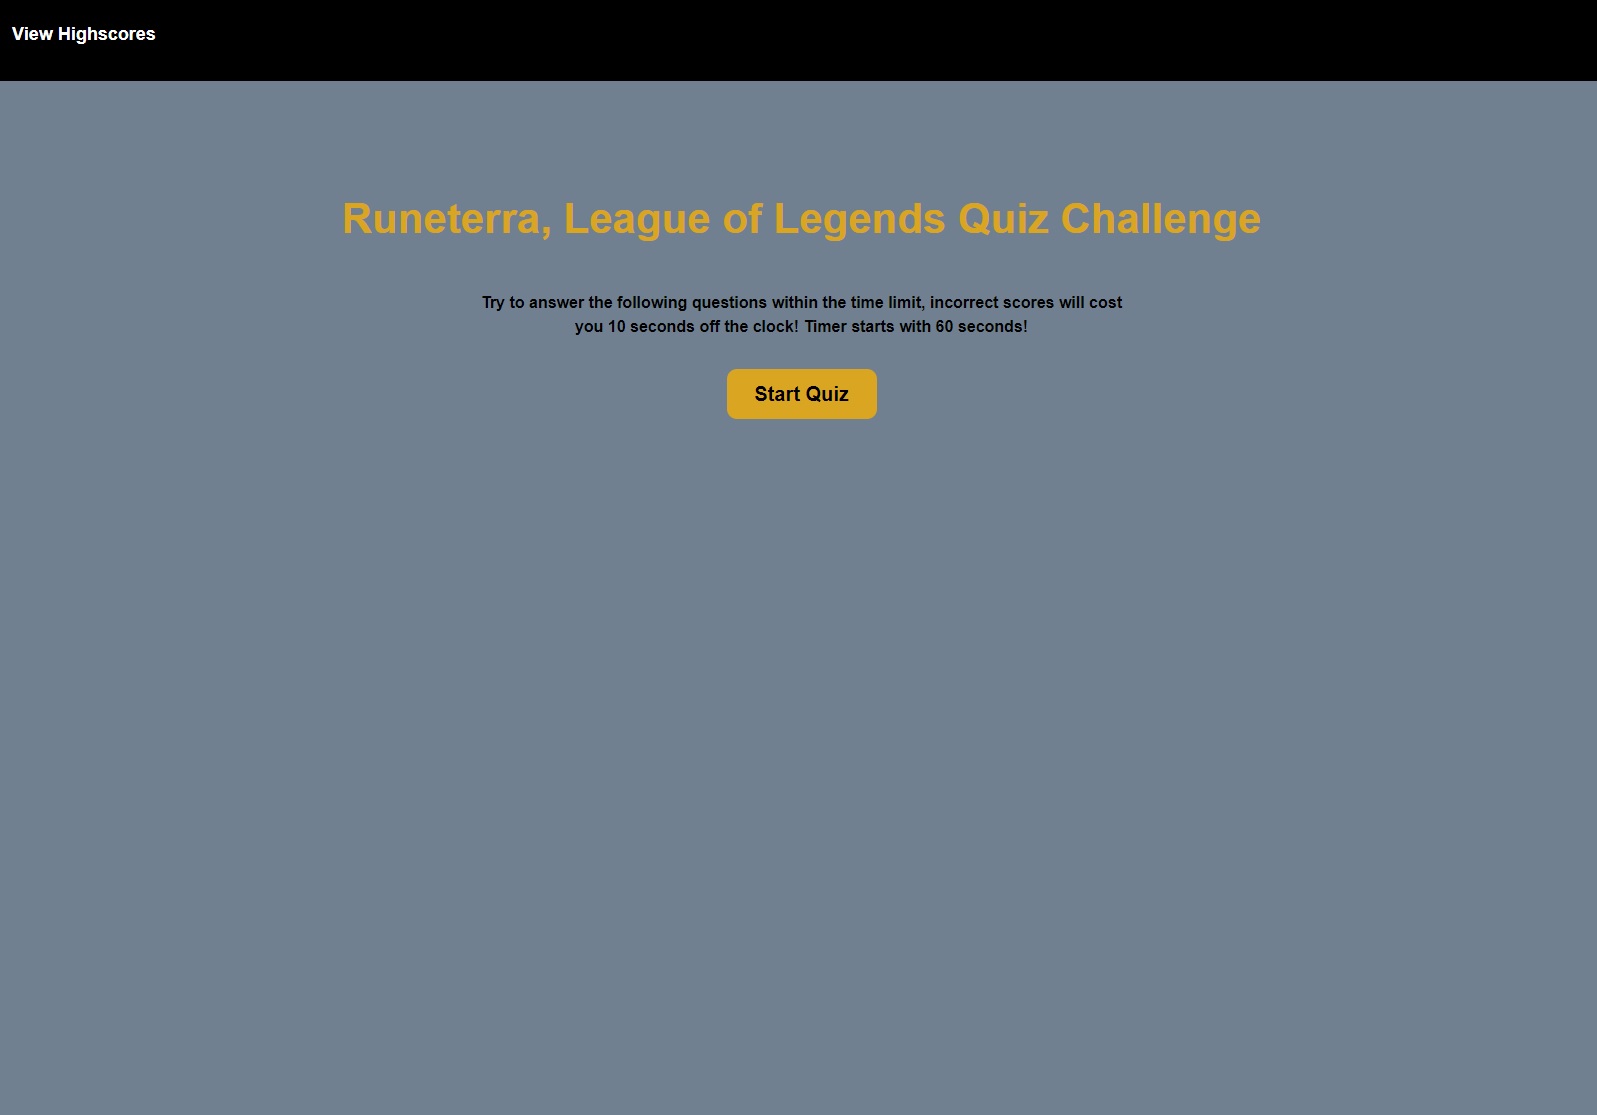 View Highscores
Runeterra, League of Legends Quiz Challenge
Try to answer the following questions within the time limit, incorrect scores will cost
you 10 seconds off the clock! Timer starts with 60 seconds!
Start Quiz